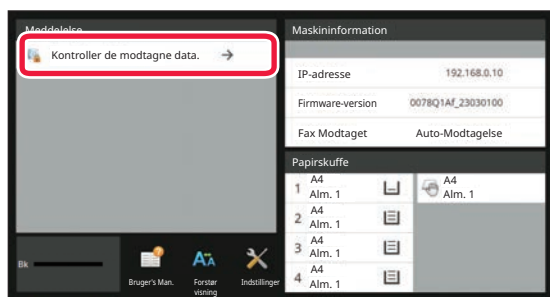 Meddelelse
Kontroller de modtagne data.
Maskininformation
IP-adresse 192.168.0.10
Firmware-version 0078Q1Af_23030100
Fax Modtaget Auto-Modtagelse
Papirskuffe
1 A4
Alm. 1
A4
Alm. 1
2 A4
Alm. 1
3 A4
Alm. 1
4 A4
Alm. 1
Bk
Bruger's Man.
Forstør
visning
Indstillinger